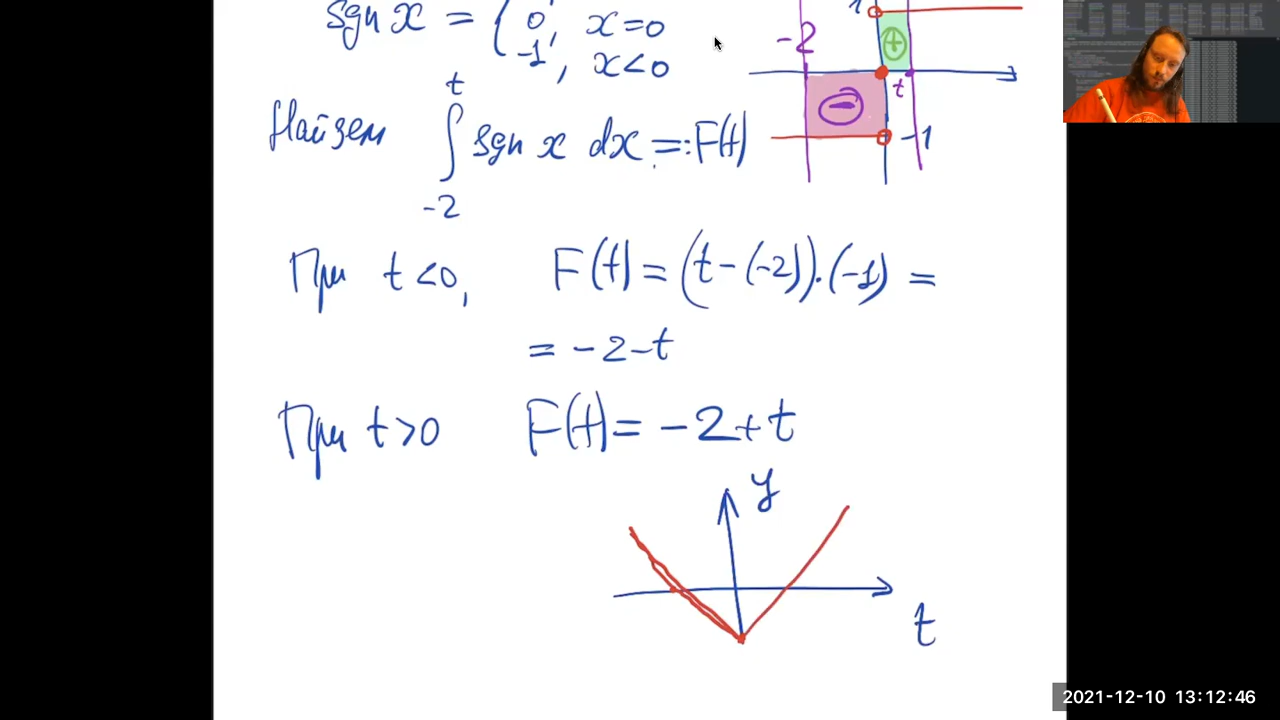 sgn x = { 0, x=0
-1, x<0
1
-2
t
-1
Найдем ∫ sgn x dx =: F(t)
t
-2
При t<0, F(t) = (t-(-2))·(-1) =
= -2-t
При t>0 F(t) = -2+t
y
t
2021-12-10 13:12:46